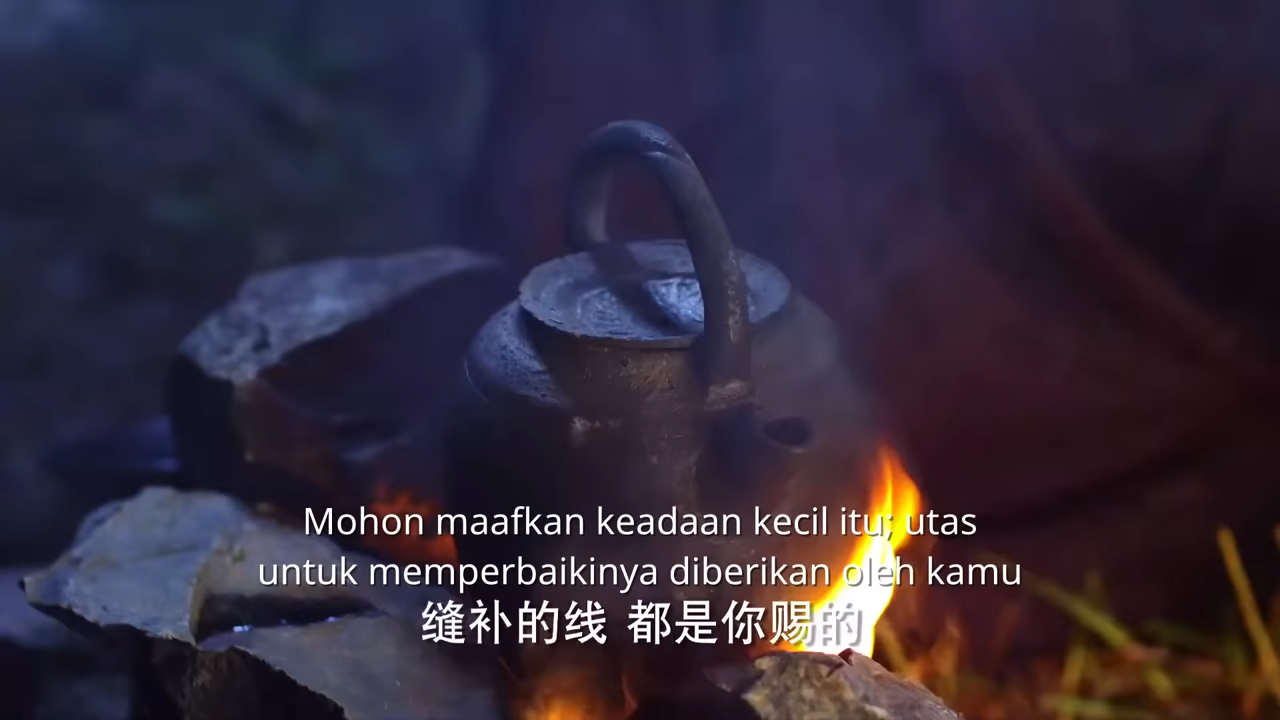 Mohon maafkan keadaan kecil itu; utas
untuk memperbaikinya diberikan oleh kamu
缝补的线 都是你赐的